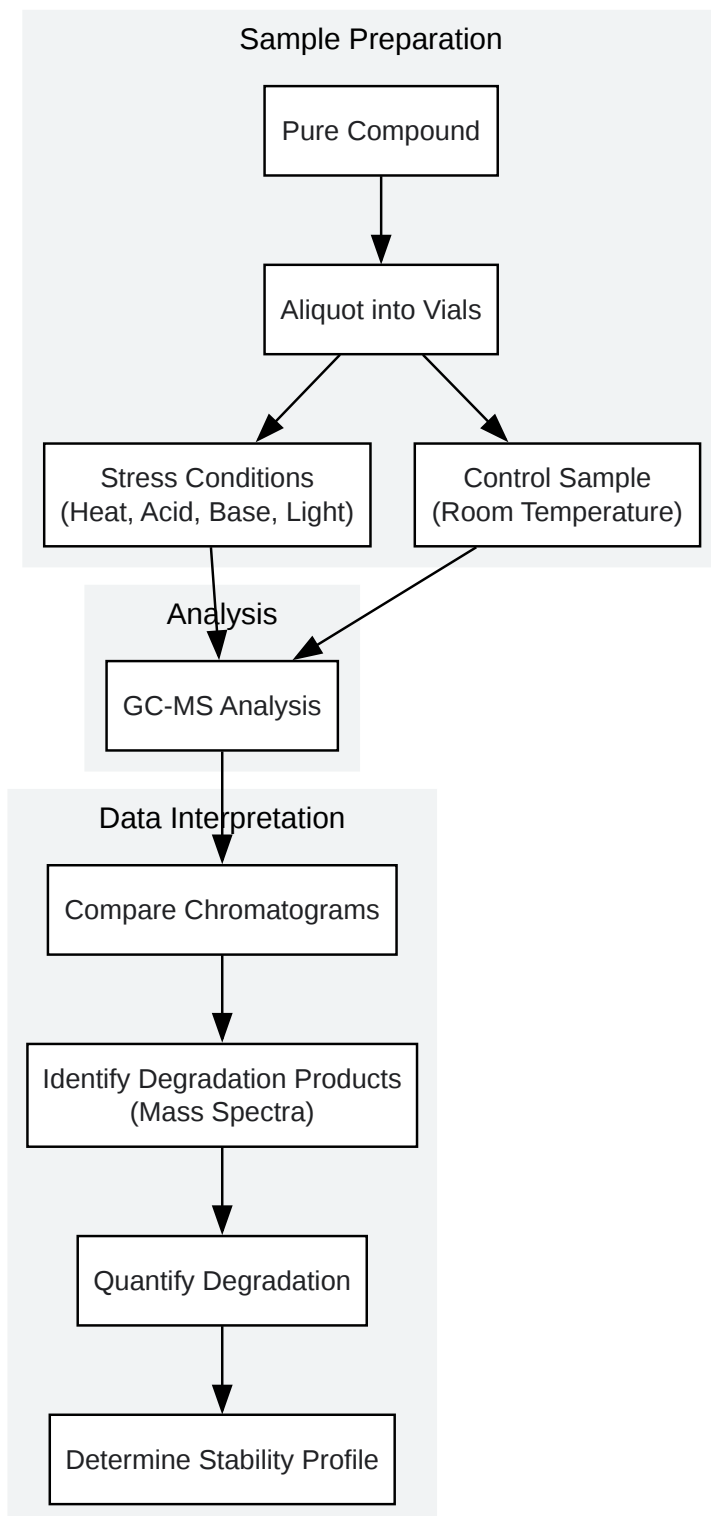 Sample Preparation
Pure Compound
Aliquot into Vials
Stress Conditions
(Heat, Acid, Base, Light)
Control Sample
(Room Temperature)
Analysis
GC-MS Analysis
Data Interpretation
Compare Chromatograms
Identify Degradation Products
(Mass Spectra)
Quantify Degradation
Determine Stability Profile